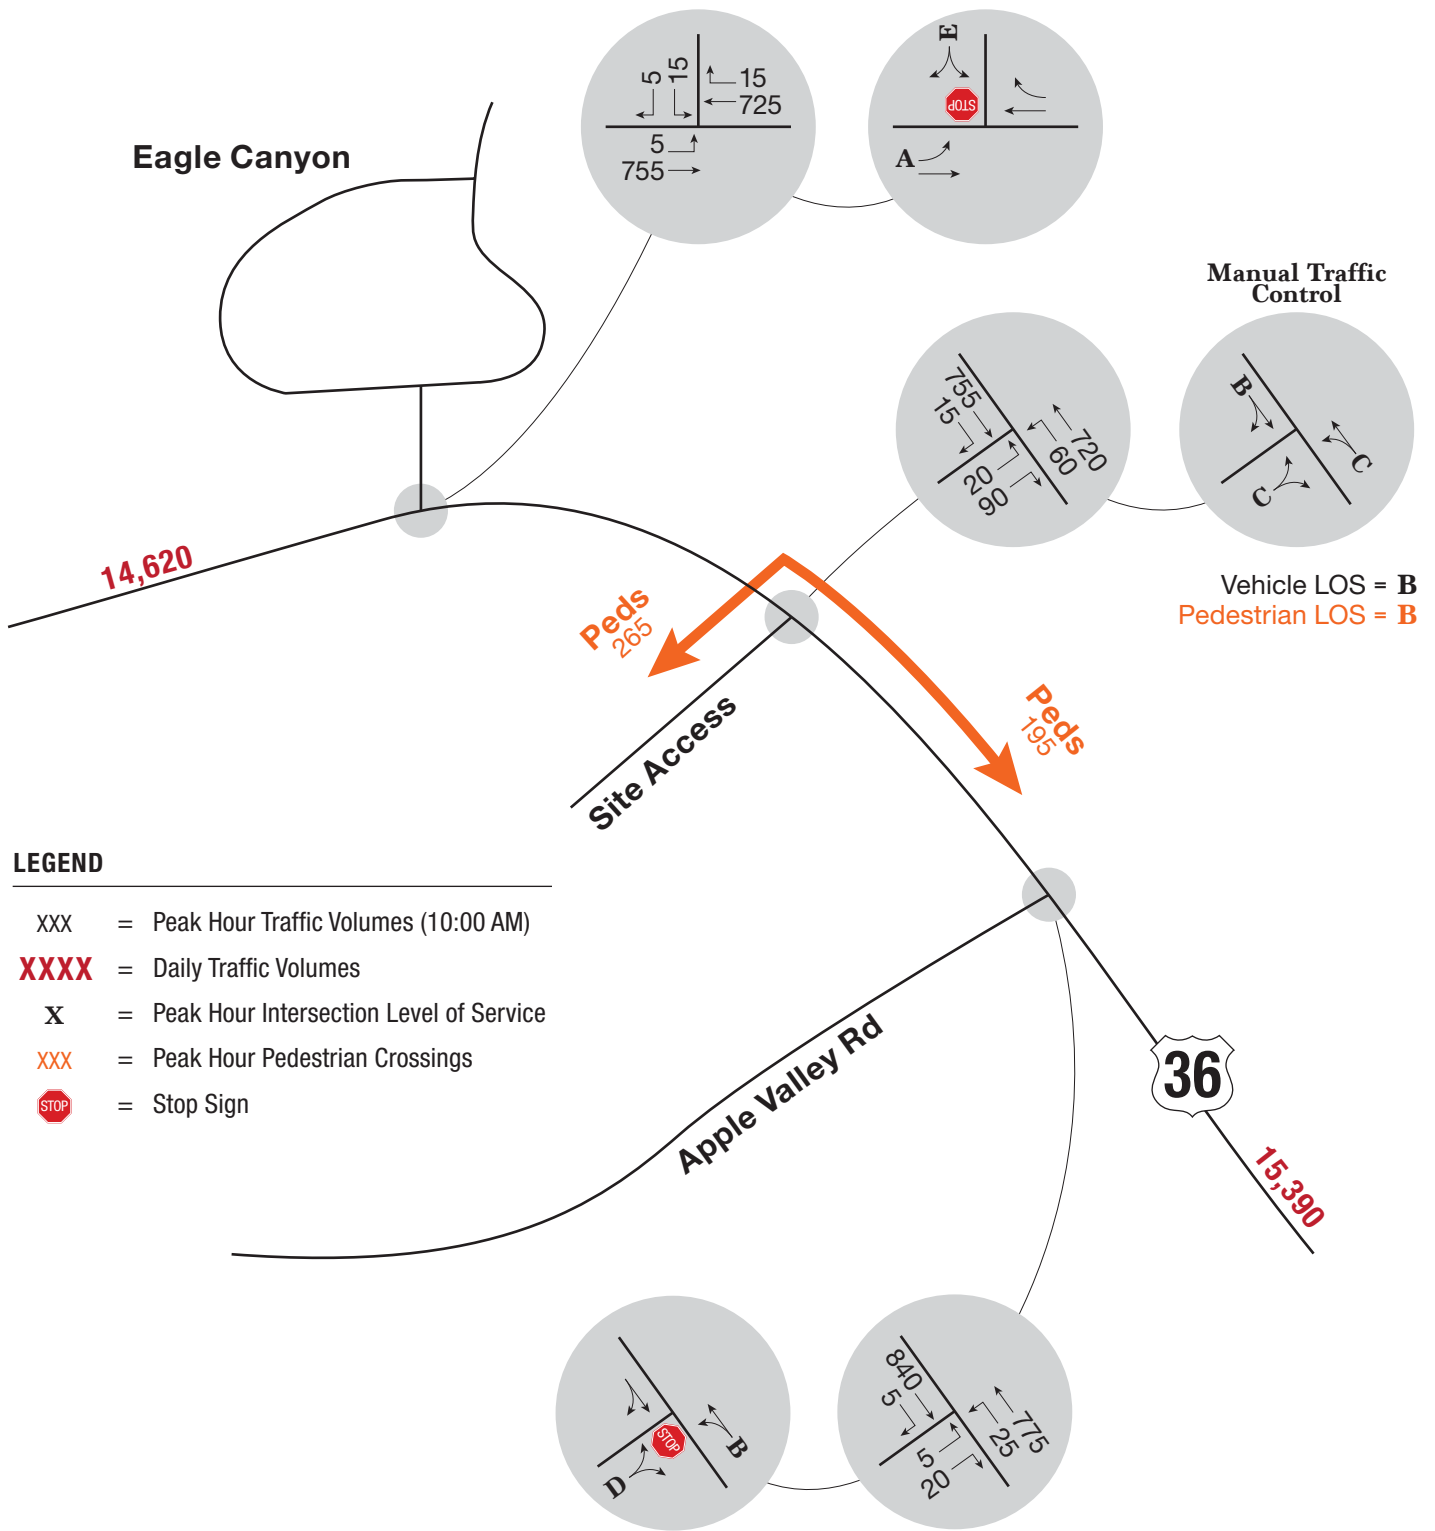 Eagle Canyon
5
15
15
725
5
755
E
STOP
A
Manual Traffic
Control
755
15
720
60
20
90
B
C
C
Vehicle LOS = B
Pedestrian LOS = B
14,620
Peds
265
Peds
195
Site Access
LEGEND
XXX = Peak Hour Traffic Volumes (10:00 AM)
XXXX = Daily Traffic Volumes
X = Peak Hour Intersection Level of Service
XXX = Peak Hour Pedestrian Crossings
STOP = Stop Sign
Apple Valley Rd
36
15,390
STOP
B
D
840
5
775
25
5
20